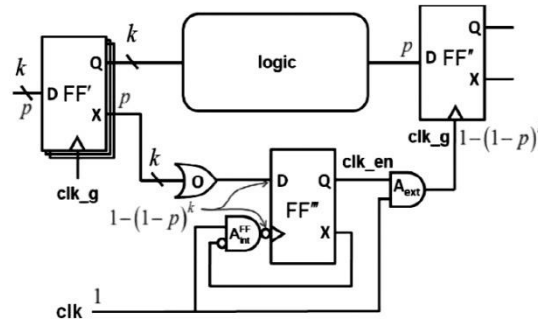 k
p
D FF′
Q
X
clk_g
k
p
k
logic
p
D
Q
FF″
X
clk_g
1−(1−p)
O
1−(1−p)^k
D
Q
FF‴
X
A_int^FF
clk_en
A_ext
clk
1